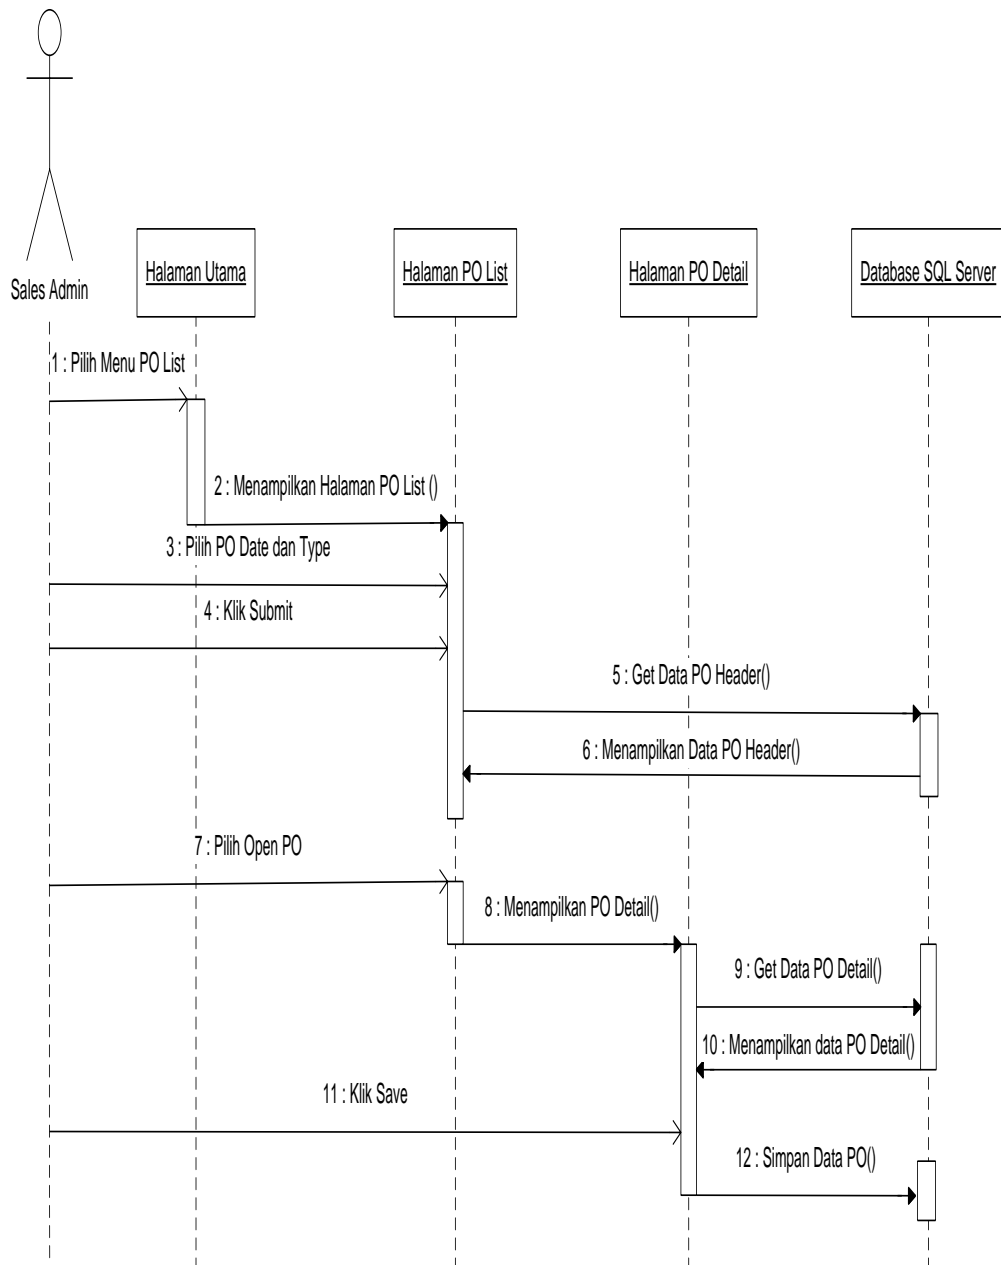 Sales Admin
Halaman Utama
Halaman PO List
Halaman PO Detail
Database SQL Server
1 : Pilih Menu PO List
2 : Menampilkan Halaman PO List ()
3 : Pilih PO Date dan Type
4 : Klik Submit
5 : Get Data PO Header()
6 : Menampilkan Data PO Header()
7 : Pilih Open PO
8 : Menampilkan PO Detail()
9 : Get Data PO Detail()
10 : Menampilkan data PO Detail()
11 : Klik Save
12 : Simpan Data PO()